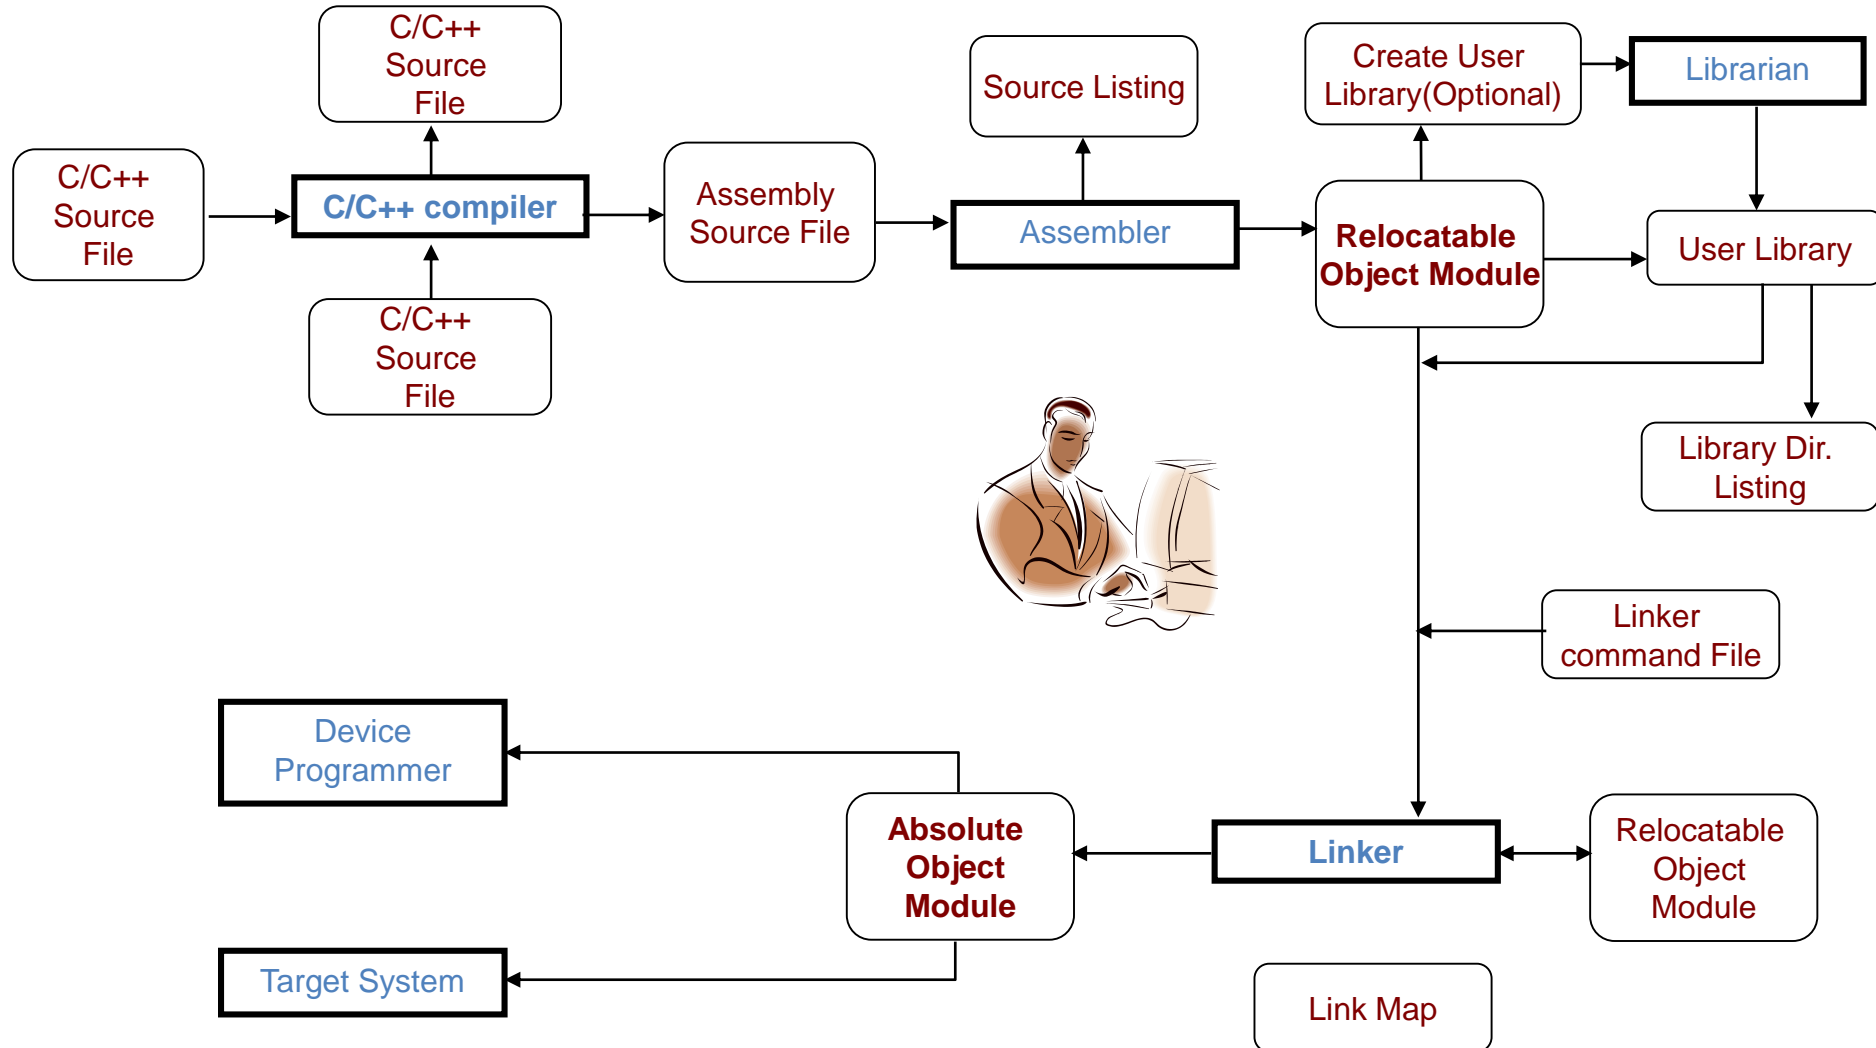 C/C++
Source
File
C/C++
Source
File
C/C++ compiler
C/C++
Source
File
Assembly
Source File
Source Listing
Assembler
Create User
Library(Optional)
Librarian
Relocatable
Object Module
User Library
Library Dir.
Listing
Linker
command File
Device
Programmer
Absolute
Object
Module
Linker
Relocatable
Object
Module
Target System
Link Map